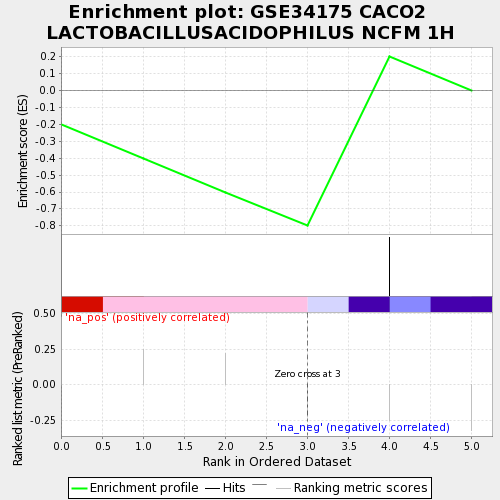 Enrichment plot: GSE34175 CACO2
LACTOBACILLUSACIDOPHILUS NCFM 1H
Enrichment score (ES)
0.2
0.1
0.0
-0.1
-0.2
-0.3
-0.4
-0.5
-0.6
-0.7
-0.8
'na_pos' (positively correlated)
Zero cross at 3
'na_neg' (negatively correlated)
Ranked list metric (PreRanked)
0.50
0.25
0.00
-0.25
0.0 0.5 1.0 1.5 2.0 2.5 3.0 3.5 4.0 4.5 5.0
Rank in Ordered Dataset
Enrichment profile Hits Ranking metric scores